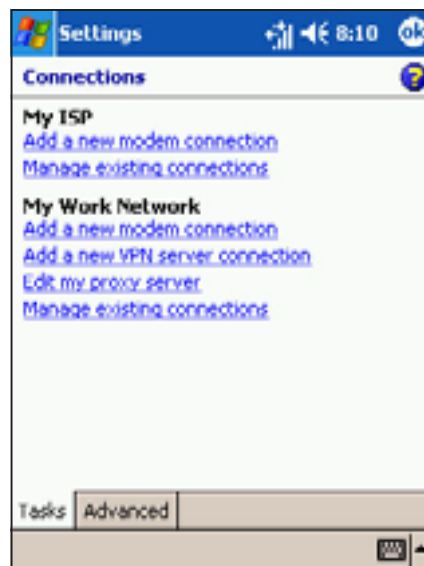 Settings 8:10 ok
Connections ?
My ISP
Add a new modem connection
Manage existing connections
My Work Network
Add a new modem connection
Add a new VPN server connection
Edit my proxy server
Manage existing connections
Tasks Advanced